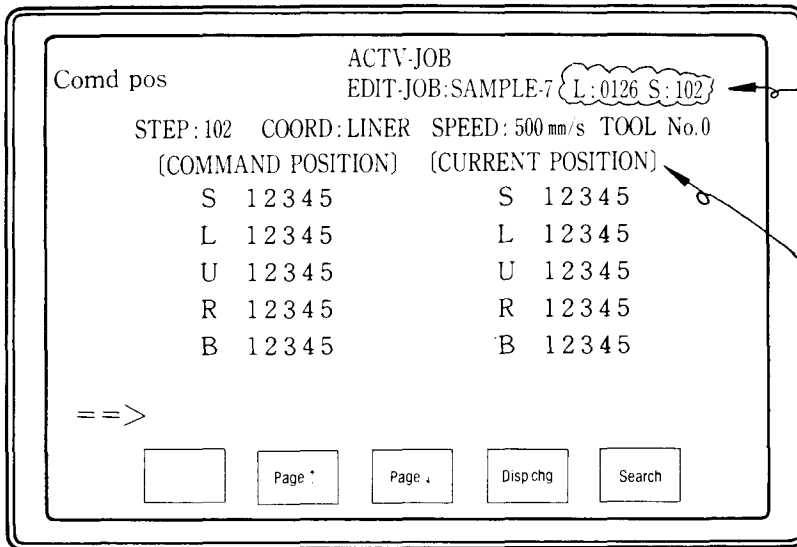 ACTV-JOB
Comd pos EDIT-JOB:SAMPLE-7 L:0126 S:102
STEP:102 COORD:LINER SPEED:500 mm/s TOOL No.0
[COMMAND POSITION] [CURRENT POSITION]
S 12345 S 12345
L 12345 L 12345
U 12345 U 12345
R 12345 R 12345
B 12345 B 12345
==>
Page ↑ Page ↓ Disp chg Search